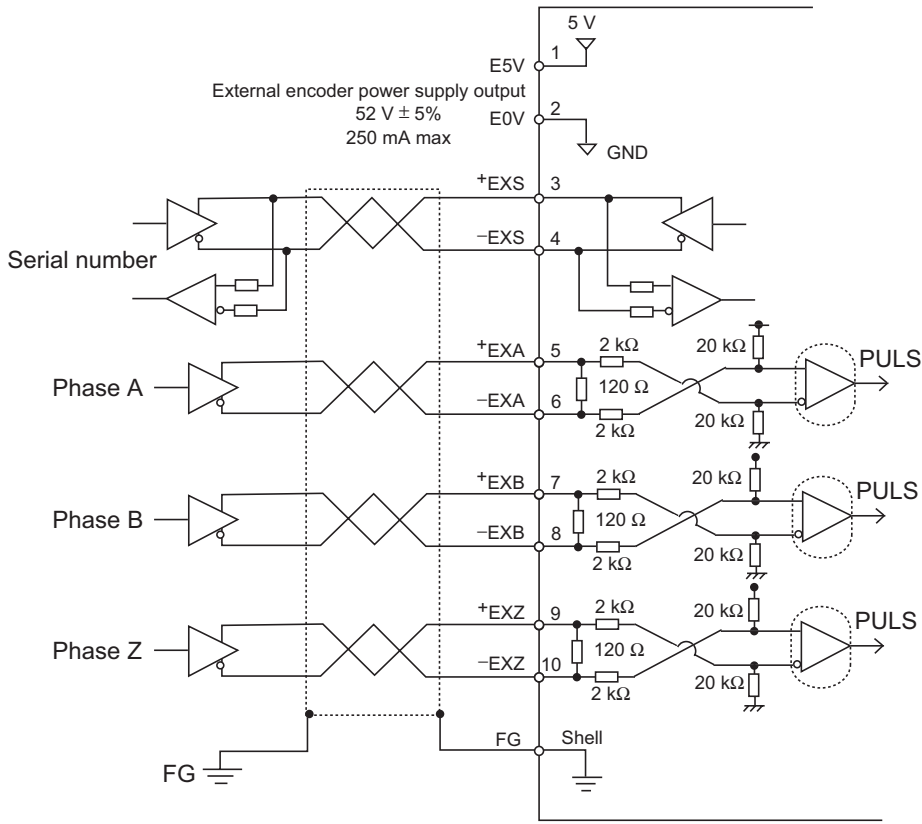 5 V
1
E5V
External encoder power supply output
52 V ± 5%
250 mA max
2
E0V
GND
+EXS 3
−EXS 4
Serial number
+EXA 5 2 kΩ 20 kΩ
PULS
Phase A
120 Ω
−EXA 6
2 kΩ 20 kΩ
+EXB 7 2 kΩ 20 kΩ
PULS
Phase B
120 Ω
−EXB 8
2 kΩ 20 kΩ
+EXZ 9 2 kΩ 20 kΩ
PULS
Phase Z
120 Ω
−EXZ 10
2 kΩ 20 kΩ
FG Shell
FG